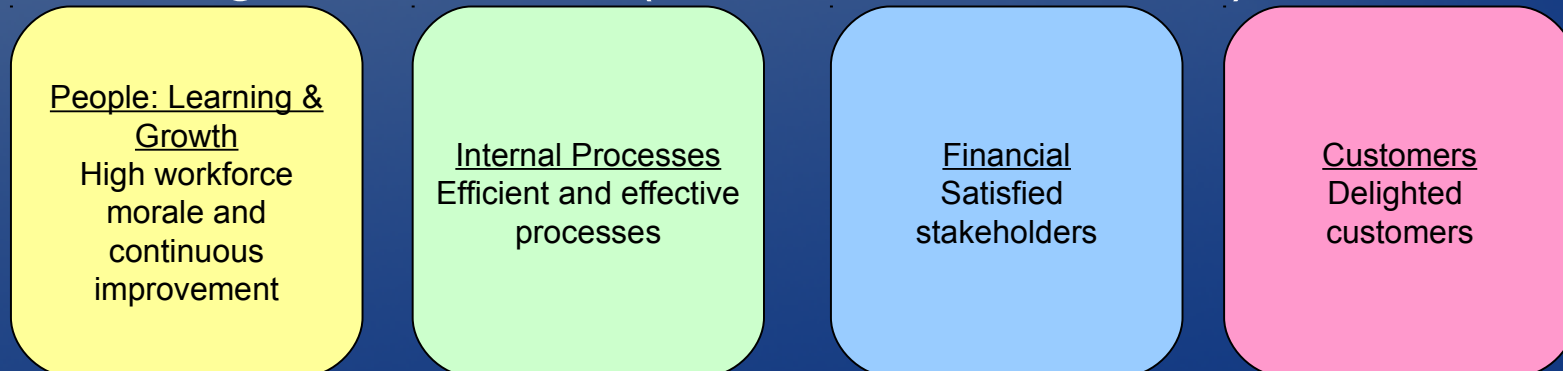 People: Learning &
Growth
High workforce
morale and
continuous
improvement
Internal Processes
Efficient and effective
processes
Financial
Satisfied
stakeholders
Customers
Delighted
customers